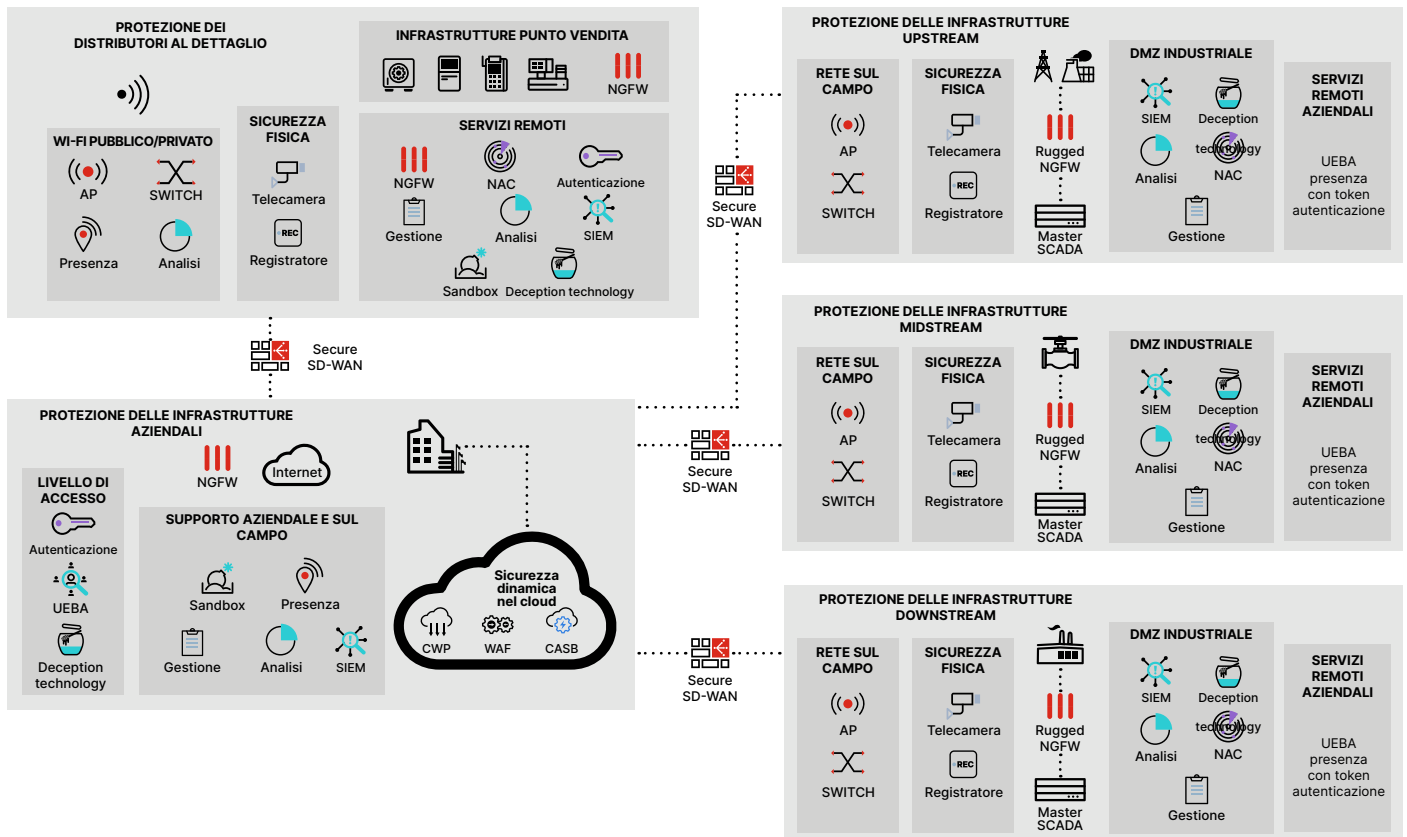 PROTEZIONE DEI
DISTRIBUTORI AL DETTAGLIO
WI-FI PUBBLICO/PRIVATO
AP
SWITCH
Presenza
Analisi
SICUREZZA
FISICA
Telecamera
REC
Registratore
INFRASTRUTTURE PUNTO VENDITA
NGFW
SERVIZI REMOTI
NGFW
NAC
Autenticazione
Gestione
Analisi
SIEM
Sandbox
Deception technology
Secure
SD-WAN
PROTEZIONE DELLE INFRASTRUTTURE
AZIENDALI
NGFW
Internet
LIVELLO DI
ACCESSO
Autenticazione
UEBA
Deception
technology
SUPPORTO AZIENDALE E SUL
CAMPO
Sandbox
Presenza
Gestione
Analisi
SIEM
Sicurezza
dinamica
nel cloud
CWP
WAF
CASB
Secure
SD-WAN
Secure
SD-WAN
Secure
SD-WAN
PROTEZIONE DELLE INFRASTRUTTURE
UPSTREAM
RETE SUL
CAMPO
AP
SWITCH
SICUREZZA
FISICA
Telecamera
REC
Registratore
Rugged
NGFW
Master
SCADA
DMZ INDUSTRIALE
SIEM
Deception
technology
Analisi
NAC
Gestione
SERVIZI
REMOTI
AZIENDALI
UEBA
presenza
con token
autenticazione
PROTEZIONE DELLE INFRASTRUTTURE
MIDSTREAM
RETE SUL
CAMPO
AP
SWITCH
SICUREZZA
FISICA
Telecamera
REC
Registratore
Rugged
NGFW
Master
SCADA
DMZ INDUSTRIALE
SIEM
Deception
technology
Analisi
NAC
Gestione
SERVIZI
REMOTI
AZIENDALI
UEBA
presenza
con token
autenticazione
PROTEZIONE DELLE INFRASTRUTTURE
DOWNSTREAM
RETE SUL
CAMPO
AP
SWITCH
SICUREZZA
FISICA
Telecamera
REC
Registratore
Rugged
NGFW
Master
SCADA
DMZ INDUSTRIALE
SIEM
Deception
technology
Analisi
NAC
Gestione
SERVIZI
REMOTI
AZIENDALI
UEBA
presenza
con token
autenticazione